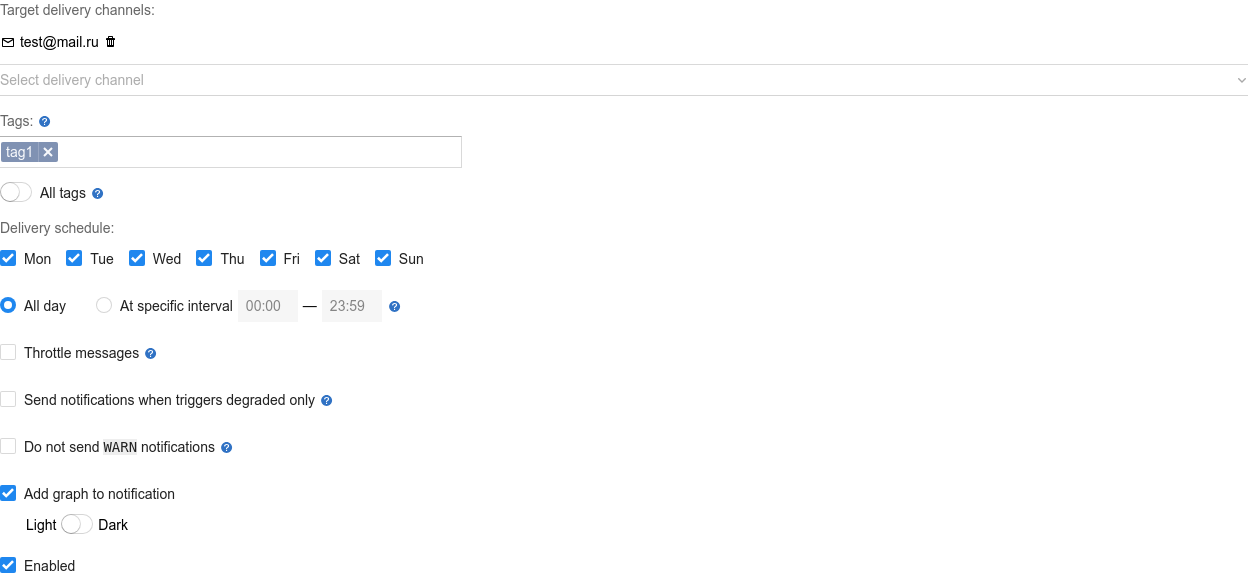 Target delivery channels:
test@mail.ru
Select delivery channel
Tags: ?
tag1
All tags ?
Delivery schedule:
Mon Tue Wed Thu Fri Sat Sun
All day At specific interval 00:00 — 23:59 ?
Throttle messages ?
Send notifications when triggers degraded only ?
Do not send WARN notifications ?
Add graph to notification
Light Dark
Enabled